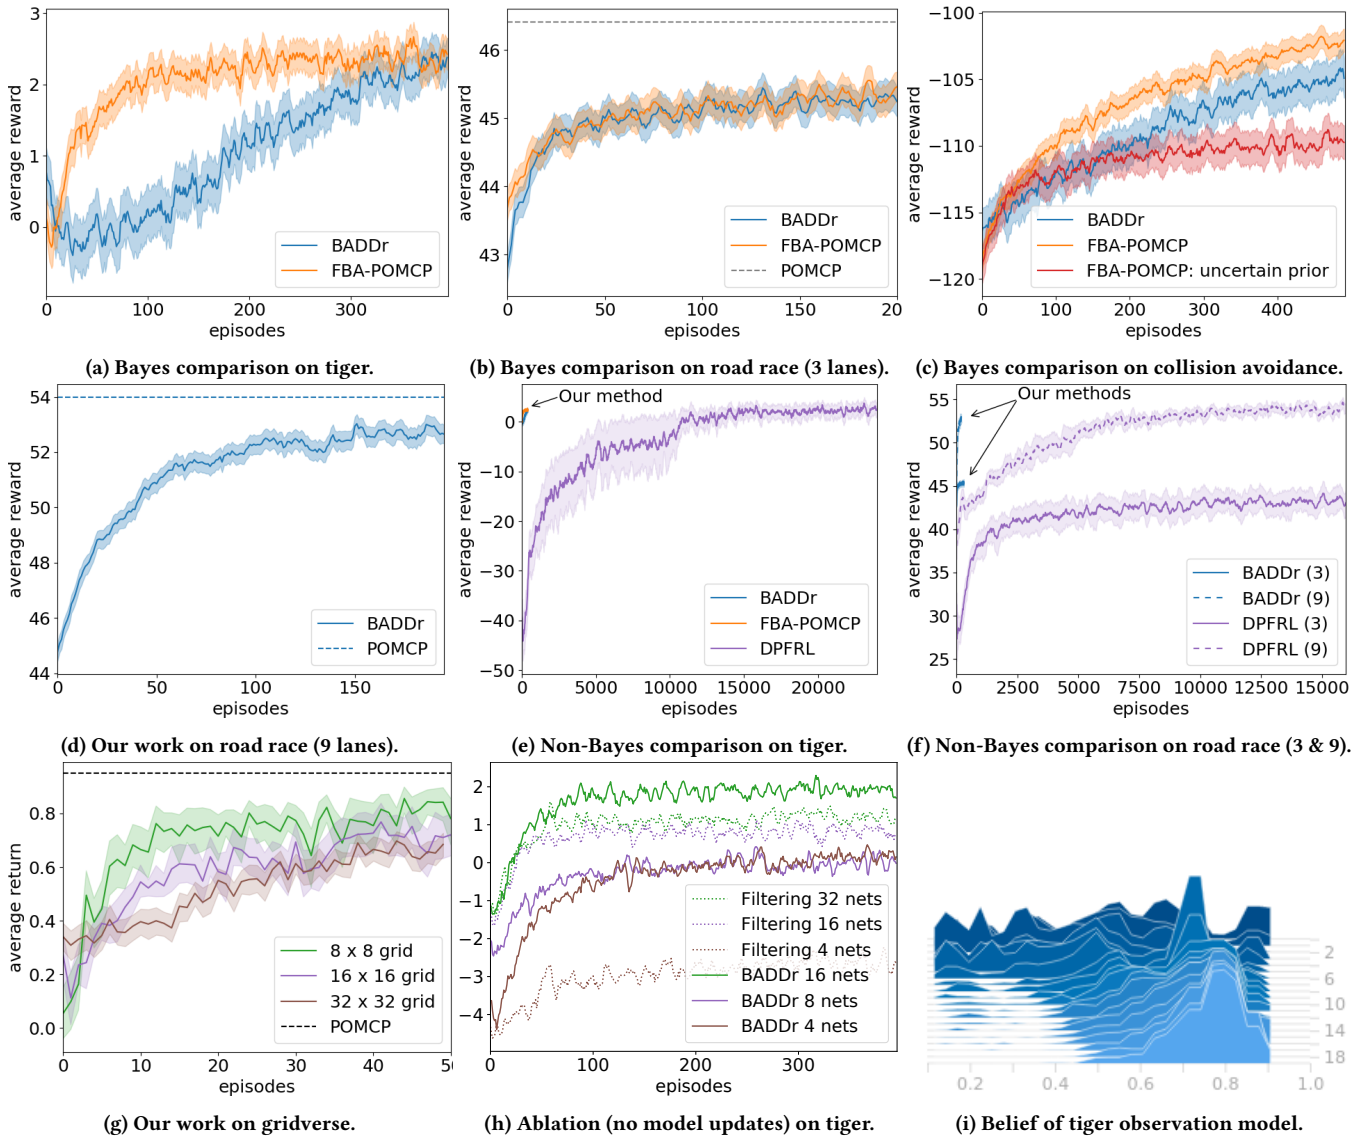 3
2
1
0
average reward
BADDr
FBA-POMCP
0 100 200 300
episodes
(a) Bayes comparison on tiger.
46
45
44
43
average reward
BADDr
FBA-POMCP
POMCP
0 50 100 150 20
episodes
(b) Bayes comparison on road race (3 lanes).
−100
−105
−110
−115
−120
average reward
BADDr
FBA-POMCP
FBA-POMCP: uncertain prior
0 100 200 300 400
episodes
(c) Bayes comparison on collision avoidance.
54
52
50
48
46
44
average reward
BADDr
POMCP
0 50 100 150
episodes
(d) Our work on road race (9 lanes).
0
−10
−20
−30
−40
−50
average reward
Our method
BADDr
FBA-POMCP
DPFRL
0 5000 10000 15000 20000
episodes
(e) Non-Bayes comparison on tiger.
55
50
45
40
35
30
25
average reward
Our methods
BADDr (3)
BADDr (9)
DPFRL (3)
DPFRL (9)
0 2500 5000 7500 10000 12500 15000
episodes
(f) Non-Bayes comparison on road race (3 & 9).
0.8
0.6
0.4
0.2
0.0
average return
8 x 8 grid
16 x 16 grid
32 x 32 grid
POMCP
0 10 20 30 40 50
episodes
(g) Our work on gridverse.
2
1
0
−1
−2
−3
−4
Filtering 32 nets
Filtering 16 nets
Filtering 4 nets
BADDr 16 nets
BADDr 8 nets
BADDr 4 nets
0 100 200 300
episodes
(h) Ablation (no model updates) on tiger.
2
6
10
14
18
0.2 0.4 0.6 0.8 1.0
(i) Belief of tiger observation model.